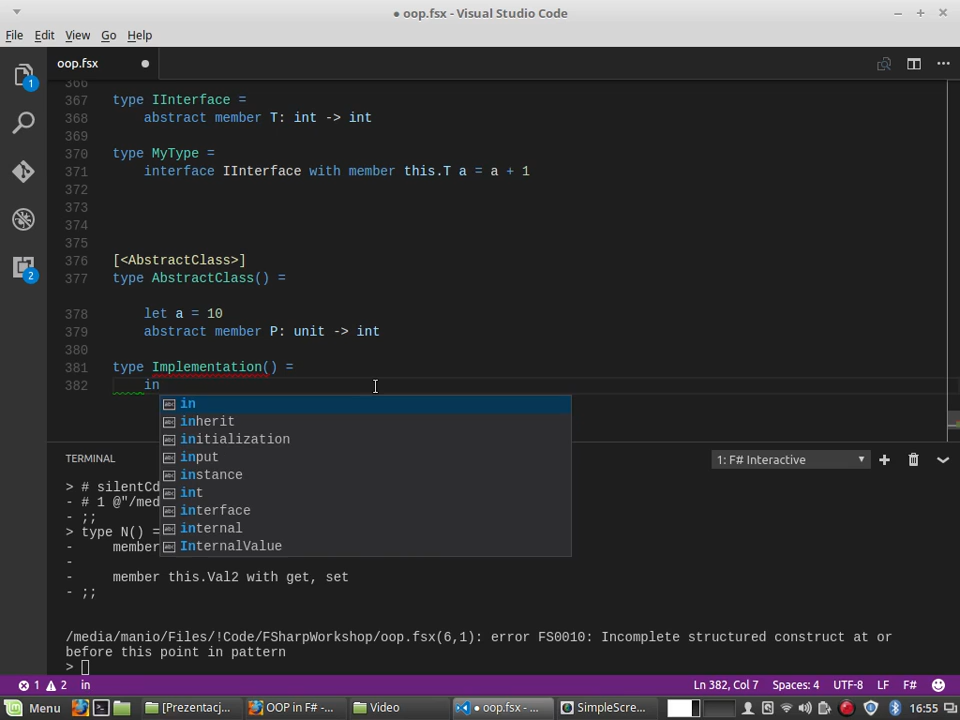 ● oop.fsx - Visual Studio Code
File Edit View Go Help
1
oop.fsx
366
367 type IInterface =
368 abstract member T: int -> int
369
370 type MyType =
371 interface IInterface with member this.T a = a + 1
372
373
374
375
376 [<AbstractClass>]
377 type AbstractClass() =
378 let a = 10
379 abstract member P: unit -> int
380
381 type Implementation() =
382 in
2
in
inherit
initialization
input
instance
int
interface
internal
InternalValue
TERMINAL
1: F# Interactive
> # silentCd
- # 1 @"/med
- ;;
> type N() =
- member
-
- member this.Val2 with get, set
- ;;
/media/manio/Files/!Code/FSharpWorkshop/oop.fsx(6,1): error FS0010: Incomplete structured construct at or
before this point in pattern
>
1 2 in Ln 382, Col 7 Spaces: 4 UTF-8 LF F#
Menu [Prezentacj... OOP in F# -... Video ● oop.fsx - ... SimpleScre... 16:55